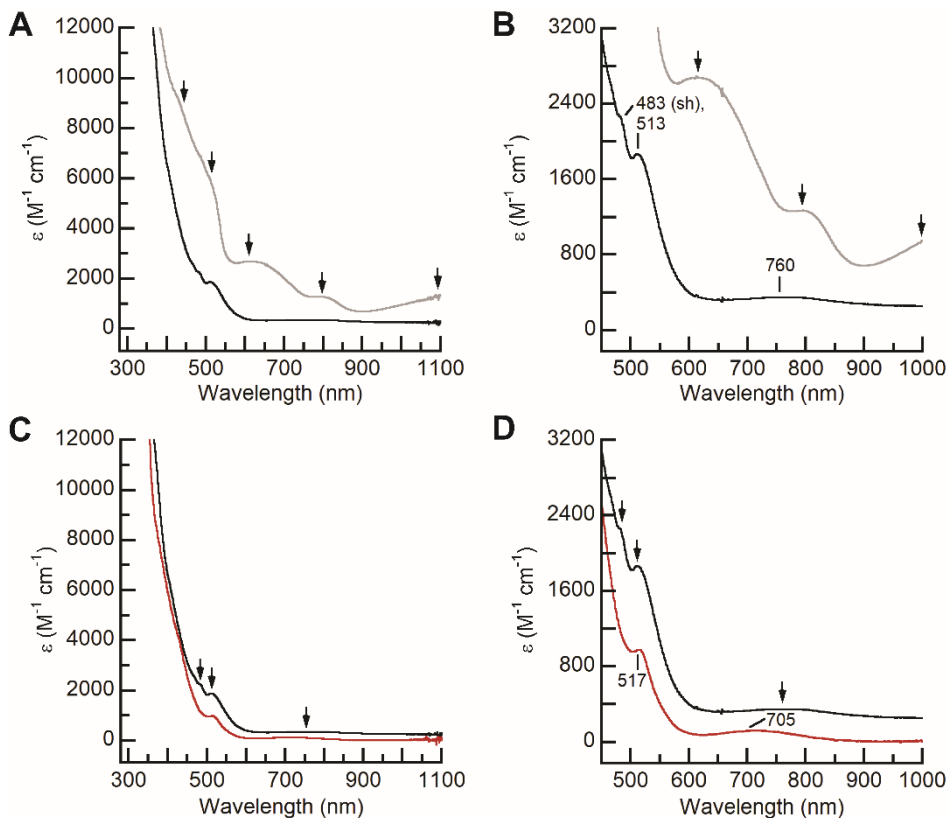 A
12000
10000
8000
6000
4000
2000
0
ε (M⁻¹ cm⁻¹)
300 500 700 900 1100
Wavelength (nm)
B
3200
2400
1600
800
0
ε (M⁻¹ cm⁻¹)
483 (sh),
513
760
500 600 700 800 900 1000
Wavelength (nm)
C
12000
10000
8000
6000
4000
2000
0
ε (M⁻¹ cm⁻¹)
300 500 700 900 1100
Wavelength (nm)
D
3200
2400
1600
800
0
ε (M⁻¹ cm⁻¹)
517
705
500 600 700 800 900 1000
Wavelength (nm)